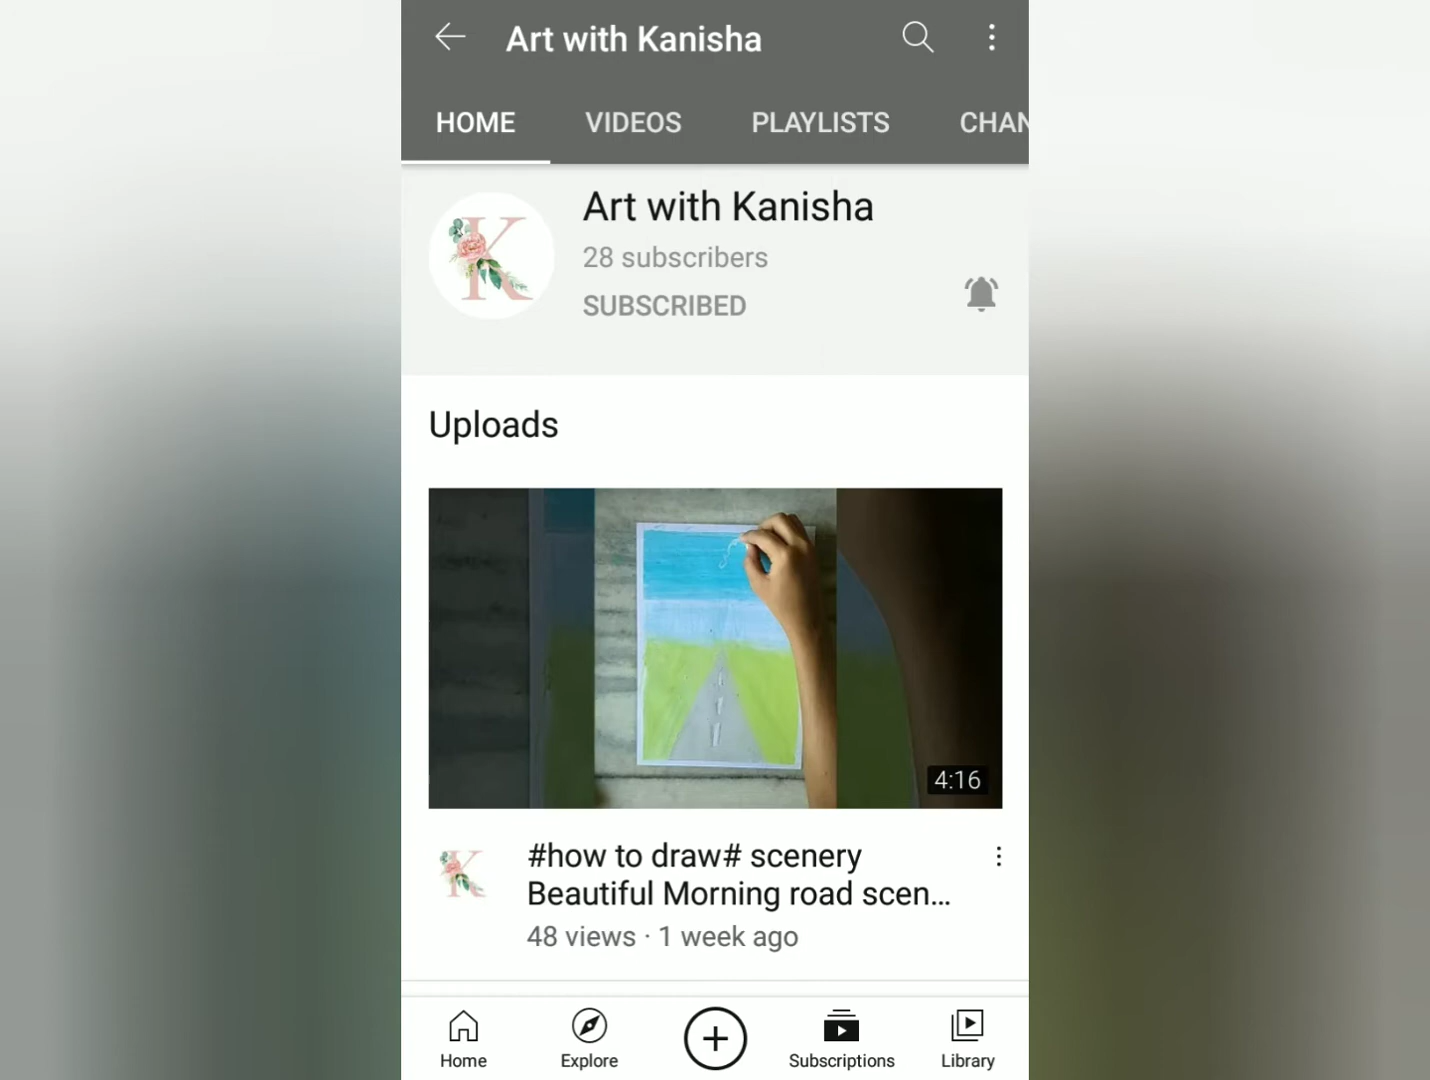 Art with Kanisha
HOME VIDEOS PLAYLISTS CHAN
Art with Kanisha
28 subscribers
SUBSCRIBED
K
Uploads
4:16
K
#how to draw# scenery
Beautiful Morning road scen...
48 views · 1 week ago
Home Explore Subscriptions Library